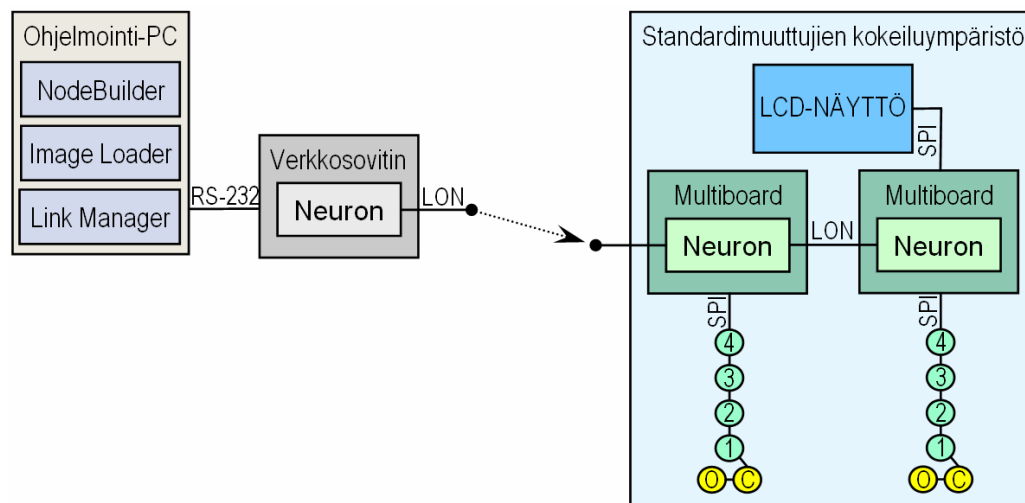 Ohjelmointi-PC
NodeBuilder
Image Loader
Link Manager
RS-232
Verkkosovitin
Neuron
LON
Standardimuuttujien kokeiluympäristö
LCD-NÄYTTÖ
SPI
Multiboard
Neuron
LON
Multiboard
Neuron
SPI
4
3
2
1
O
C
SPI
4
3
2
1
O
C